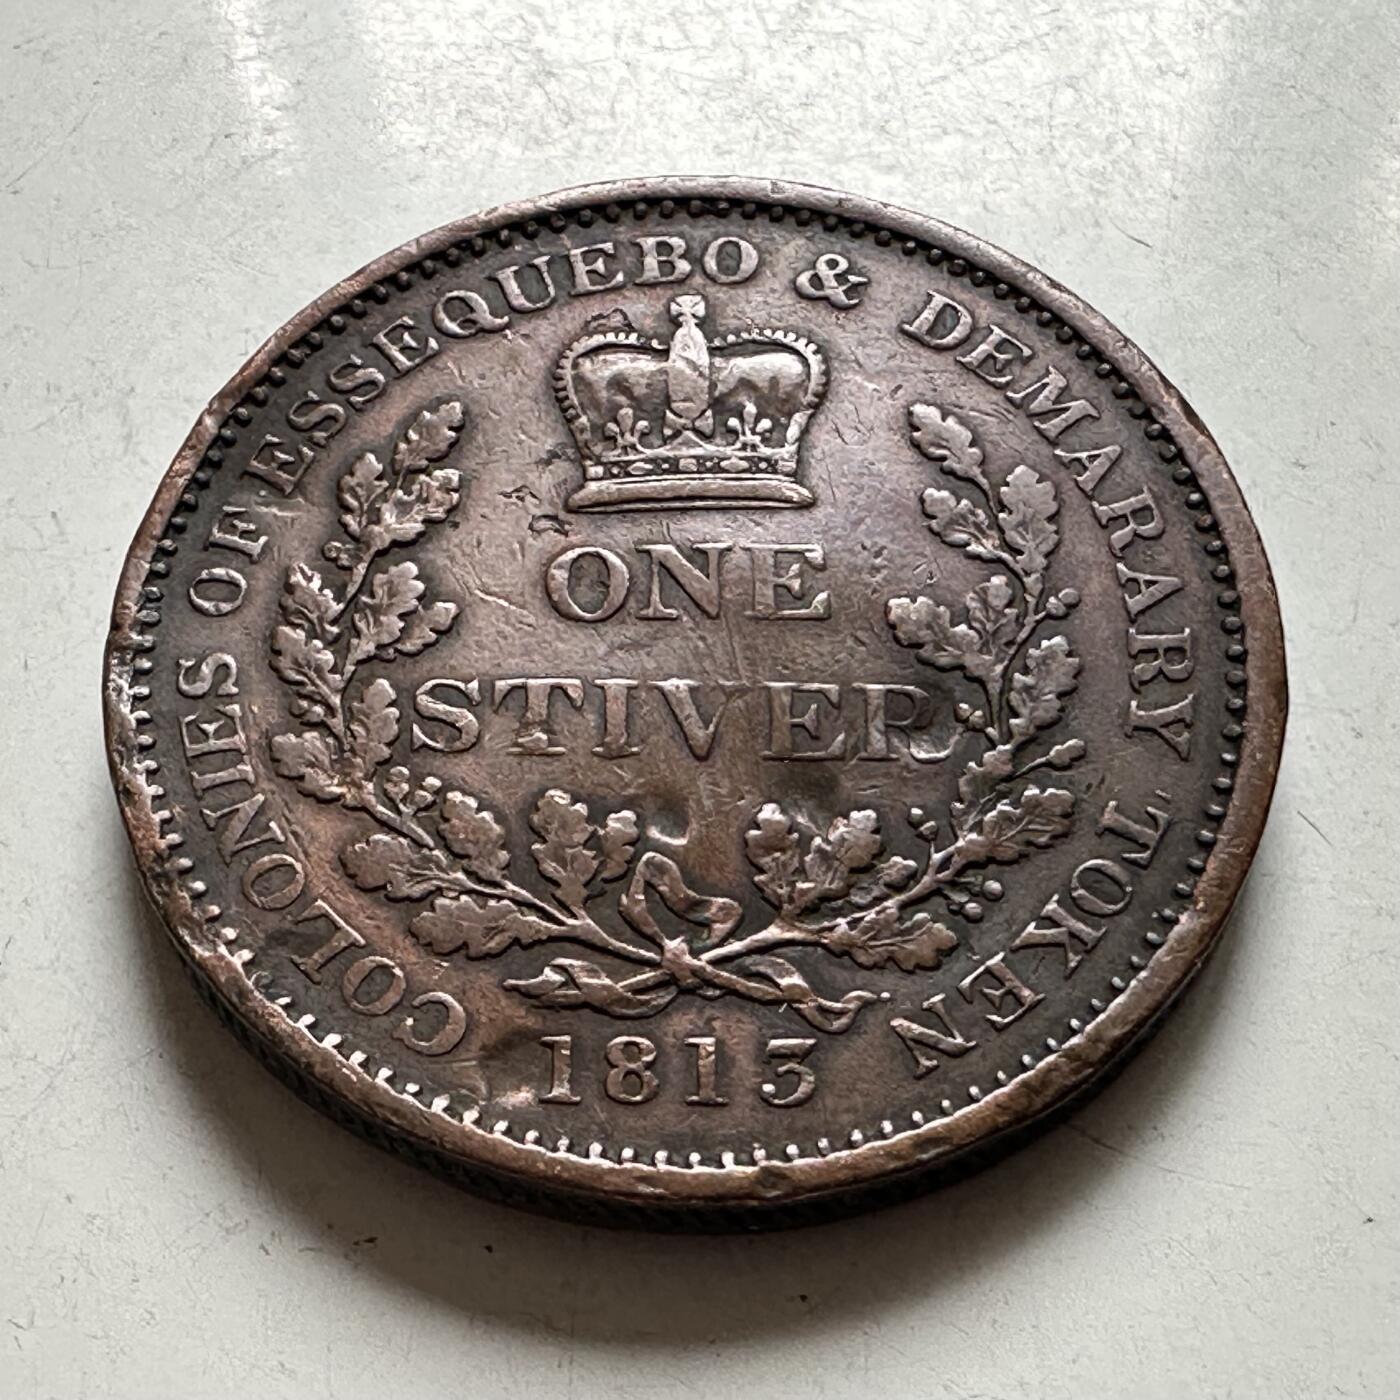 COLONIES OF ESSEQUEBO & DEMARARY TOKEN
ONE
STIVER
1813